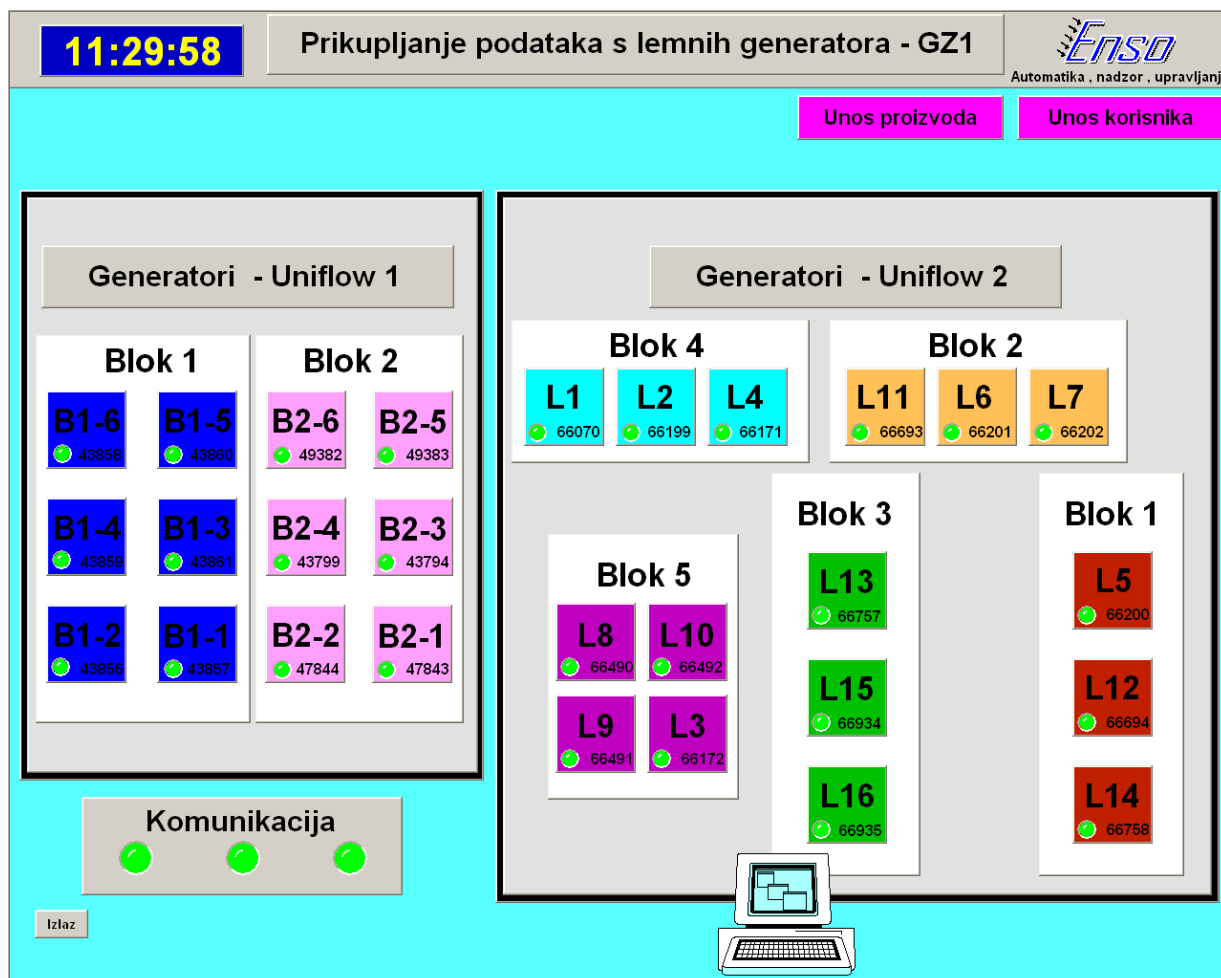 11:29:58
Prikupljanje podataka s lemnih generatora - GZ1
Enso
Automatika , nadzor , upravljanj
Unos proizvoda
Unos korisnika
Generatori - Uniflow 1
Blok 1
B1-6
43858
B1-5
43860
B1-4
43859
B1-3
43861
B1-2
43856
B1-1
43857
Blok 2
B2-6
49382
B2-5
49383
B2-4
43799
B2-3
43794
B2-2
47844
B2-1
47843
Generatori - Uniflow 2
Blok 4
L1
66070
L2
66199
L4
66171
Blok 2
L11
66693
L6
66201
L7
66202
Blok 5
L8
66490
L10
66492
L9
66491
L3
66172
Blok 3
L13
66757
L15
66934
L16
66935
Blok 1
L5
66200
L12
66694
L14
66758
Komunikacija
Izlaz